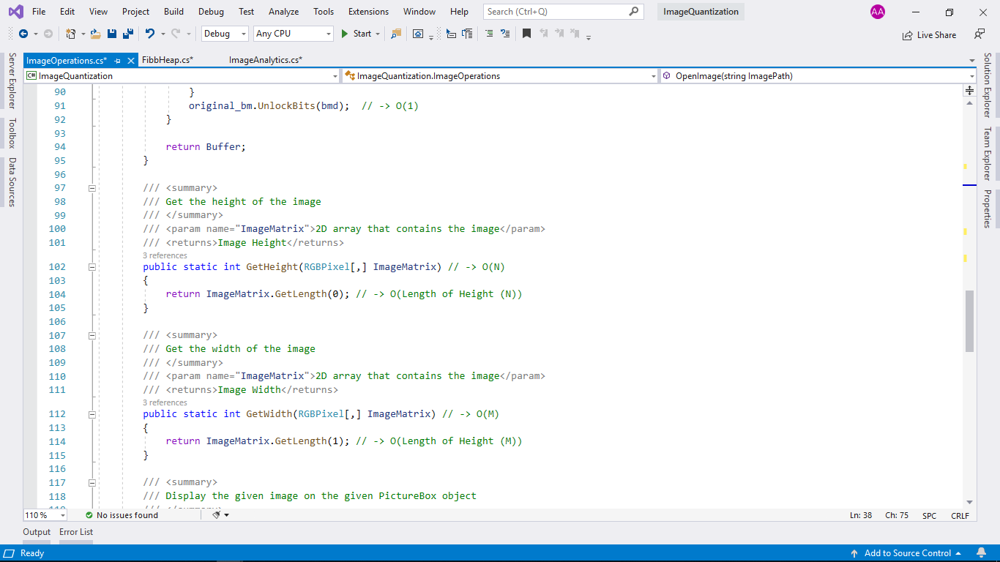 File Edit View Project Build Debug Test Analyze Tools Extensions Window Help Search (Ctrl+Q) ImageQuantization AA
Debug Any CPU Start Live Share
ImageOperations.cs* FibbHeap.cs* ImageAnalytics.cs*
C# ImageQuantization ImageQuantization.ImageOperations OpenImage(string ImagePath)
Server Explorer
Toolbox
Data Sources
90 }
91 original_bm.UnlockBits(bmd); // -> O(1)
92 }
93
94 return Buffer;
95 }
96
97 /// <summary>
98 /// Get the height of the image
99 /// </summary>
100 /// <param name="ImageMatrix">2D array that contains the image</param>
101 /// <returns>Image Height</returns>
3 references
102 public static int GetHeight(RGBPixel[,] ImageMatrix) // -> O(N)
103 {
104 return ImageMatrix.GetLength(0); // -> O(Length of Height (N))
105 }
106
107 /// <summary>
108 /// Get the width of the image
109 /// </summary>
110 /// <param name="ImageMatrix">2D array that contains the image</param>
111 /// <returns>Image Width</returns>
3 references
112 public static int GetWidth(RGBPixel[,] ImageMatrix) // -> O(M)
113 {
114 return ImageMatrix.GetLength(1); // -> O(Length of Height (M))
115 }
116
117 /// <summary>
118 /// Display the given image on the given PictureBox object
119 /// </summary>
Solution Explorer
Team Explorer
Properties
110 % No issues found Ln: 38 Ch: 75 SPC CRLF
Output Error List
Ready Add to Source Control